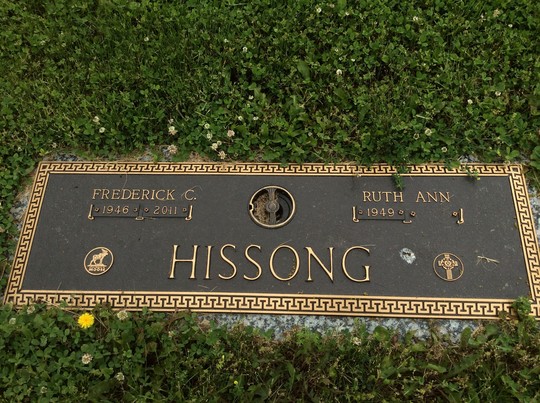 FREDERICK C.
1946 2011
RUTH ANN
1949
HISSONG